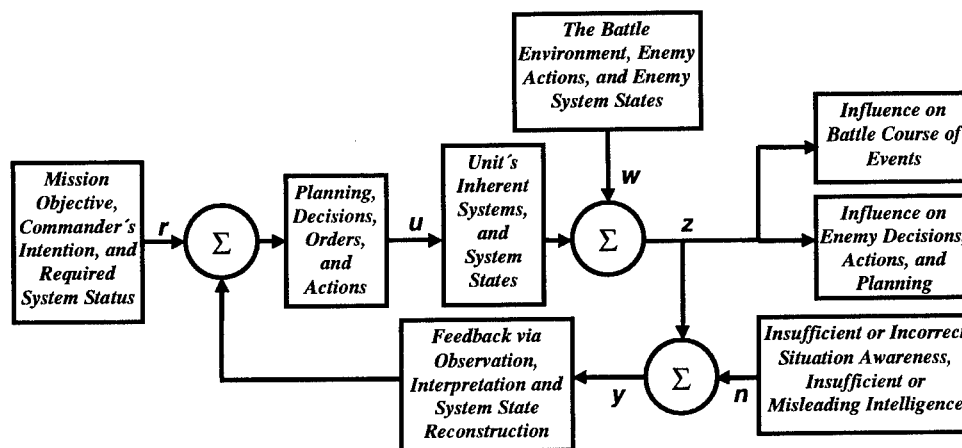 The Battle
Environment, Enemy
Actions, and Enemy
System States
Influence on
Battle Course of
Events
Mission
Objective,
Commander´s
Intention, and
Required
System Status
r
Σ
Planning,
Decisions,
Orders,
and
Actions
u
Unit´s
Inherent
Systems,
and
System
States
w
Σ
z
Influence on
Enemy Decisions,
Actions, and
Planning
Feedback via
Observation,
Interpretation and
System State
Reconstruction
y
Σ
n
Insufficient or Incorrect
Situation Awareness,
Insufficient or
Misleading Intelligence